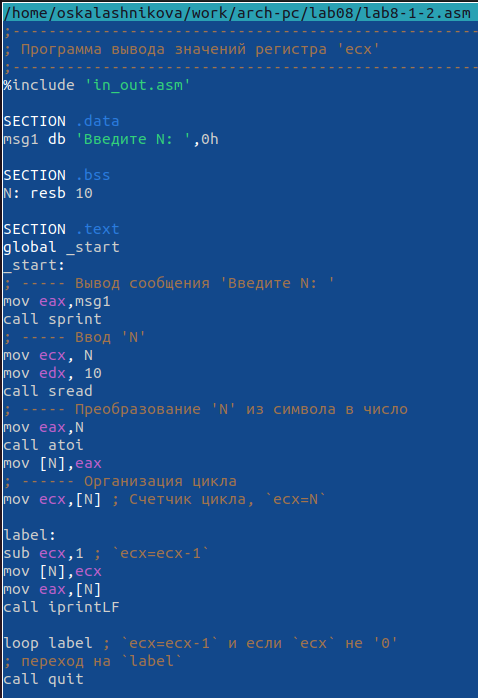 /home/oskalashnikova/work/arch-pc/lab08/lab8-1-2.asm
;-----------------------------------------------------
; Программа вывода значений регистра 'ecx'
;-----------------------------------------------------
%include 'in_out.asm'
SECTION .data
msg1 db 'Введите N: ',0h
SECTION .bss
N: resb 10
SECTION .text
global _start
_start:
; ----- Вывод сообщения 'Введите N: '
mov eax,msg1
call sprint
; ----- Ввод 'N'
mov ecx, N
mov edx, 10
call sread
; ----- Преобразование 'N' из символа в число
mov eax,N
call atoi
mov [N],eax
; ------ Организация цикла
mov ecx,[N] ; Счетчик цикла, `ecx=N`
label:
sub ecx,1 ; `ecx=ecx-1`
mov [N],ecx
mov eax,[N]
call iprintLF
loop label ; `ecx=ecx-1` и если `ecx` не '0'
; переход на `label`
call quit